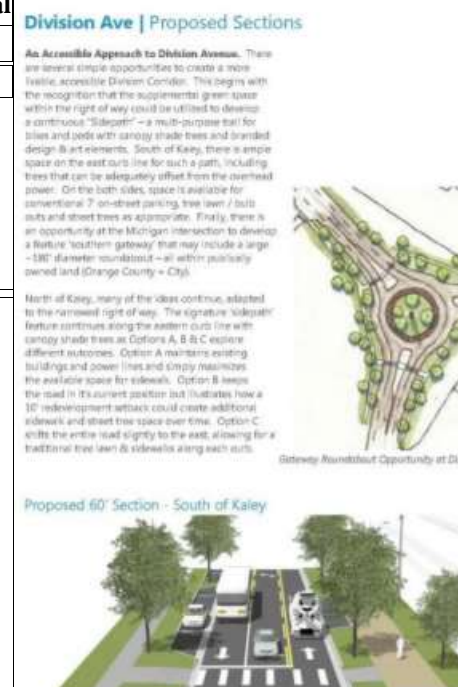 al
Division Ave | Proposed Sections
An Accessible Approach to Division Avenue. There
are several simple opportunities to create a more
livable, accessible Division Corridor. This begins with
the recognition that the supplemental green space
within the right of way could be utilized to develop
a continuous "Sidepath" – a multi-purpose trail for
bikes and peds with canopy shade trees and branded
design & art elements. South of Kaley, there is ample
space on the east curb line for such a path, including
trees that can be adequately offset from the overhead
power. On the both sides, space is available for
conventional 7' on-street parking, tree lawn / bulb
outs and street trees as appropriate. Finally, there is
an opportunity at the Michigan intersection to develop
a feature 'southern gateway' that may include a large
~180' diameter roundabout – all within publically
owned land (Orange County + City).
North of Kaley, many of the ideas continue, adapted
to the narrowed right of way. The signature 'sidepath'
feature continues along the eastern curb line with
canopy shade trees as Options A, B & C explore
different outcomes. Option A maintains existing
buildings and power lines and simply maximizes
the available space for sidewalk. Option B keeps
the road in it's current position but illustrates how a
10' redevelopment setback could create additional
sidewalk and street tree space over time. Option C
shifts the entire road slightly to the east, allowing for a
traditional tree lawn & sidewalks along each curb.
Gateway Roundabout Opportunity at Di
Proposed 60' Section - South of Kaley